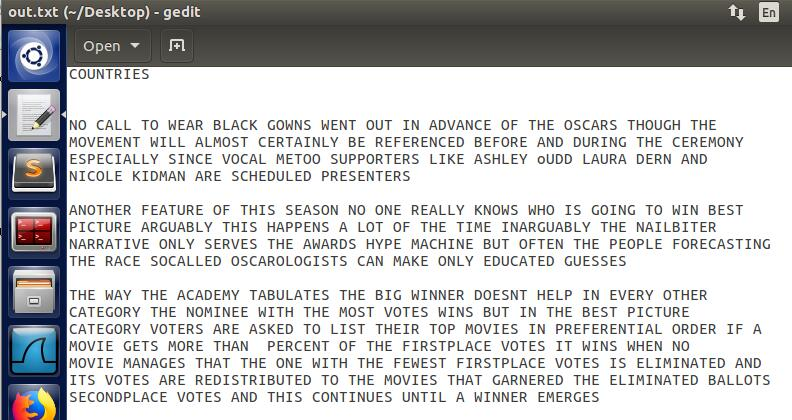 out.txt (~/Desktop) - gedit
En
Open
COUNTRIES
NO CALL TO WEAR BLACK GOWNS WENT OUT IN ADVANCE OF THE OSCARS THOUGH THE
MOVEMENT WILL ALMOST CERTAINLY BE REFERENCED BEFORE AND DURING THE CEREMONY
ESPECIALLY SINCE VOCAL METOO SUPPORTERS LIKE ASHLEY oUDD LAURA DERN AND
NICOLE KIDMAN ARE SCHEDULED PRESENTERS
ANOTHER FEATURE OF THIS SEASON NO ONE REALLY KNOWS WHO IS GOING TO WIN BEST
PICTURE ARGUABLY THIS HAPPENS A LOT OF THE TIME INARGUABLY THE NAILBITER
NARRATIVE ONLY SERVES THE AWARDS HYPE MACHINE BUT OFTEN THE PEOPLE FORECASTING
THE RACE SOCALLED OSCAROLOGISTS CAN MAKE ONLY EDUCATED GUESSES
THE WAY THE ACADEMY TABULATES THE BIG WINNER DOESNT HELP IN EVERY OTHER
CATEGORY THE NOMINEE WITH THE MOST VOTES WINS BUT IN THE BEST PICTURE
CATEGORY VOTERS ARE ASKED TO LIST THEIR TOP MOVIES IN PREFERENTIAL ORDER IF A
MOVIE GETS MORE THAN  PERCENT OF THE FIRSTPLACE VOTES IT WINS WHEN NO
MOVIE MANAGES THAT THE ONE WITH THE FEWEST FIRSTPLACE VOTES IS ELIMINATED AND
ITS VOTES ARE REDISTRIBUTED TO THE MOVIES THAT GARNERED THE ELIMINATED BALLOTS
SECONDPLACE VOTES AND THIS CONTINUES UNTIL A WINNER EMERGES